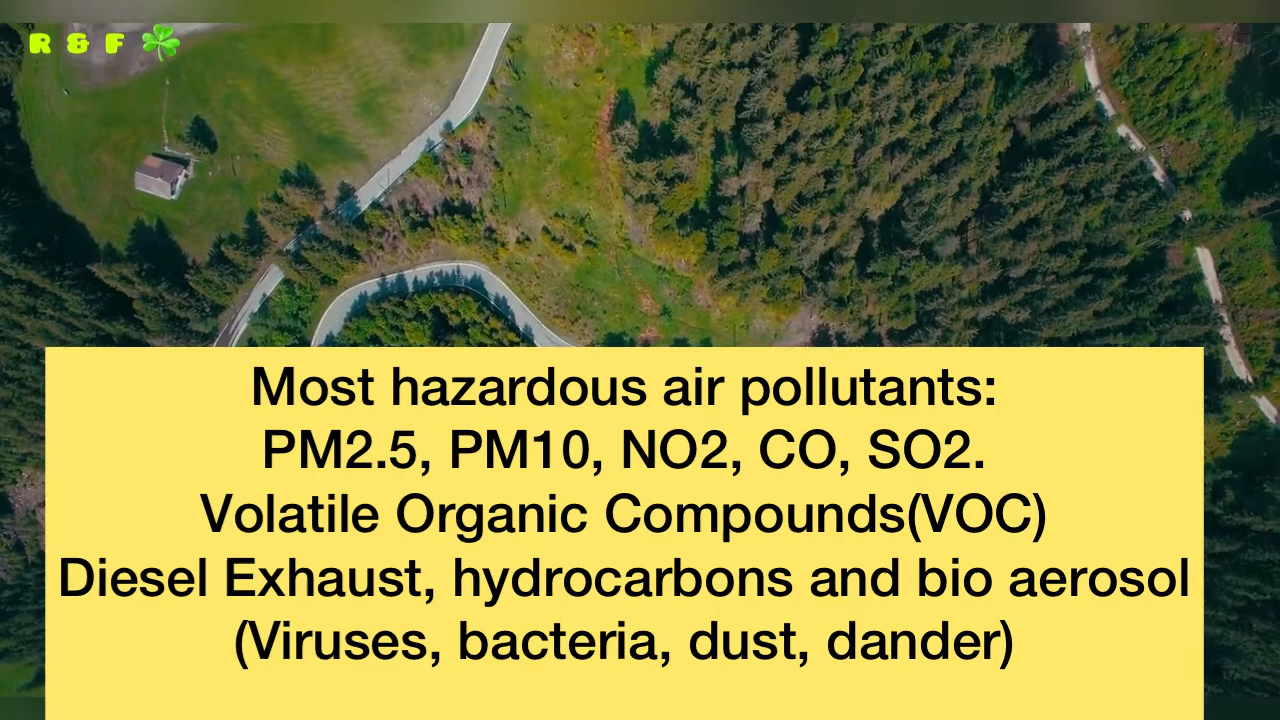 R & F ☘
Most hazardous air pollutants:
PM2.5, PM10, NO2, CO, SO2.
Volatile Organic Compounds(VOC)
Diesel Exhaust, hydrocarbons and bio aerosol
(Viruses, bacteria, dust, dander)